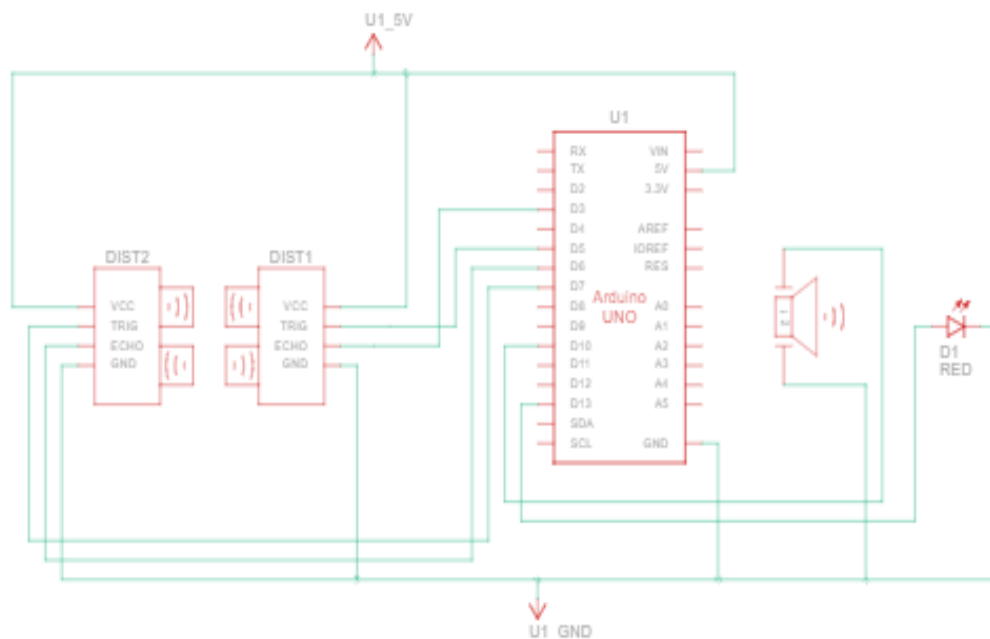 U1_5V
U1
RX
VIN
TX
5V
D2
3.3V
D3
D4
AREF
D5
IOREF
D6
RES
D7
D8
A0
D9
A1
D10
A2
D11
A3
D12
A4
D13
A5
SDA
SCL
GND
Arduino
UNO
DIST2
VCC
TRIG
ECHO
GND
DIST1
VCC
TRIG
ECHO
GND
D1
RED
U1_GND